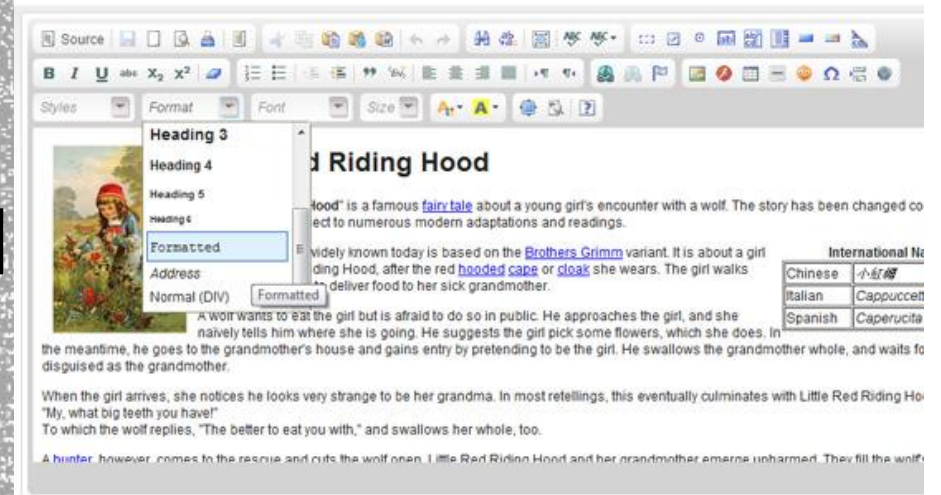 Source
B I U abc X₂ X²
Styles Format Font Size
Heading 3
Heading 4
Heading 5
Heading 6
Formatted
Address
Normal (DIV)
Formatted
d Riding Hood
Hood" is a famous fairy tale about a young girl's encounter with a wolf. The story has been changed co
ect to numerous modern adaptations and readings.
widely known today is based on the Brothers Grimm variant. It is about a girl
ding Hood, after the red hooded cape or cloak she wears. The girl walks
to deliver food to her sick grandmother.
International Na
Chinese 小紅帽
Italian Cappuccett
Spanish Caperucita
A wolf wants to eat the girl but is afraid to do so in public. He approaches the girl, and she
naively tells him where she is going. He suggests the girl pick some flowers, which she does. In
the meantime, he goes to the grandmother's house and gains entry by pretending to be the girl. He swallows the grandmother whole, and waits fo
disguised as the grandmother.
When the girl arrives, she notices he looks very strange to be her grandma. In most retellings, this eventually culminates with Little Red Riding Ho
"My, what big teeth you have!"
To which the wolf replies, "The better to eat you with," and swallows her whole, too.
A hunter, however, comes to the rescue and cuts the wolf open. Little Red Riding Hood and her grandmother emerge unharmed. They fill the wolf's